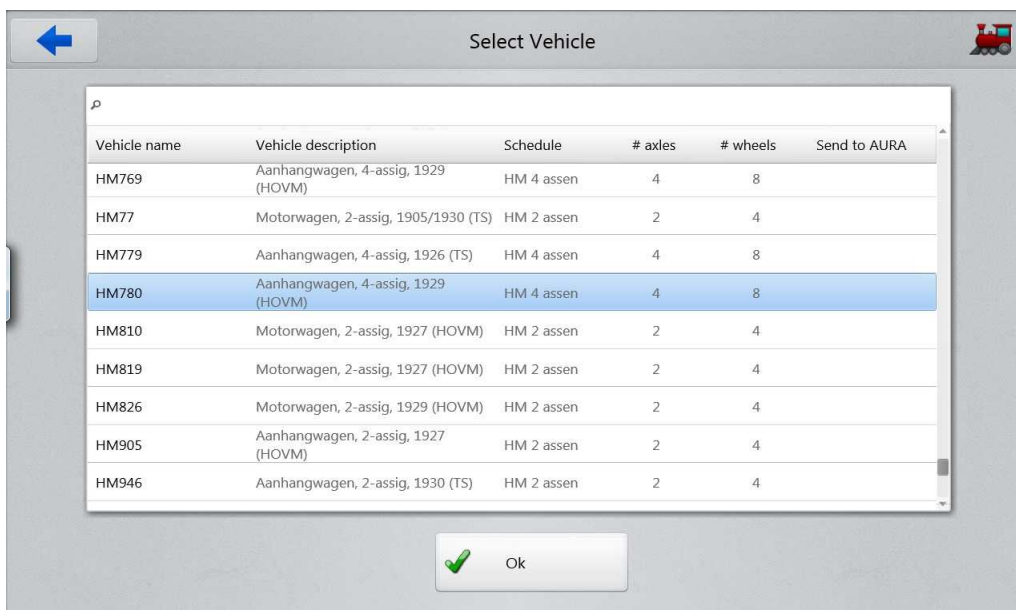 Select Vehicle
Vehicle name Vehicle description Schedule # axles # wheels Send to AURA
HM769 Aanhangwagen, 4-assig, 1929 (HOVM) HM 4 assen 4 8
HM77 Motorwagen, 2-assig, 1905/1930 (TS) HM 2 assen 2 4
HM779 Aanhangwagen, 4-assig, 1926 (TS) HM 4 assen 4 8
HM780 Aanhangwagen, 4-assig, 1929 (HOVM) HM 4 assen 4 8
HM810 Motorwagen, 2-assig, 1927 (HOVM) HM 2 assen 2 4
HM819 Motorwagen, 2-assig, 1927 (HOVM) HM 2 assen 2 4
HM826 Motorwagen, 2-assig, 1929 (HOVM) HM 2 assen 2 4
HM905 Aanhangwagen, 2-assig, 1927 (HOVM) HM 2 assen 2 4
HM946 Aanhangwagen, 2-assig, 1930 (TS) HM 2 assen 2 4
Ok